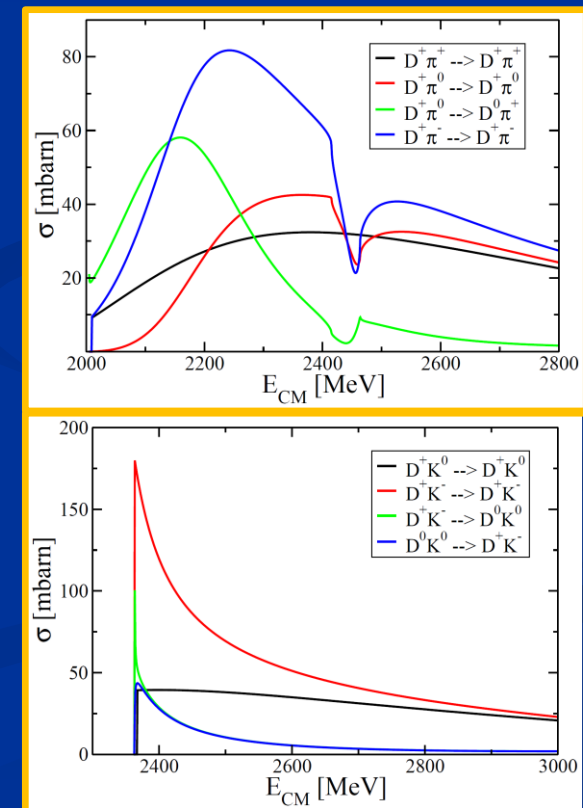 80
D⁺π⁺ --> D⁺π⁺
D⁺π⁰ --> D⁺π⁰
D⁺π⁰ --> D⁰π⁺
D⁺π⁻ --> D⁺π⁻
60
σ [mbarn]
40
20
2000 2200 2400 2600 2800
E_CM [MeV]
200
D⁺K⁰ --> D⁺K⁰
D⁺K⁻ --> D⁺K⁻
D⁺K⁻ --> D⁰K⁰
D⁰K⁰ --> D⁺K⁻
150
σ [mbarn]
100
50
0
2400 2600 2800 3000
E_CM [MeV]